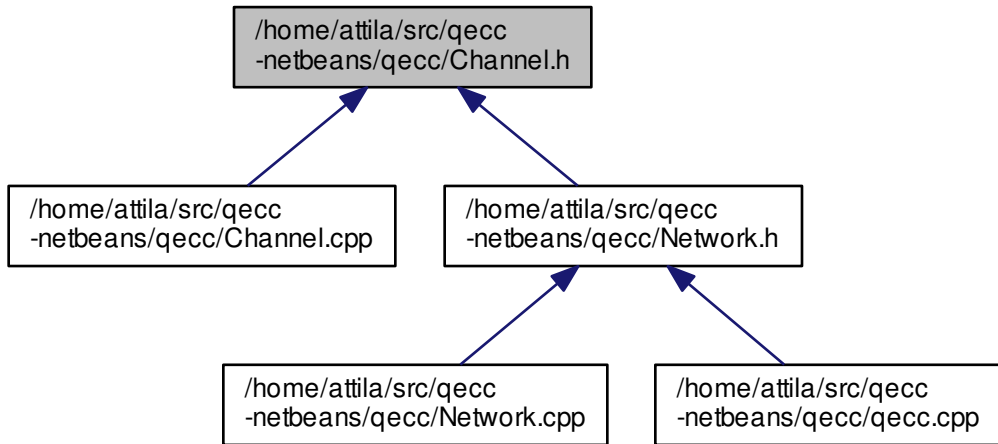 /home/attila/src/qecc
-netbeans/qecc/Channel.h
/home/attila/src/qecc
-netbeans/qecc/Channel.cpp
/home/attila/src/qecc
-netbeans/qecc/Network.h
/home/attila/src/qecc
-netbeans/qecc/Network.cpp
/home/attila/src/qecc
-netbeans/qecc/qecc.cpp